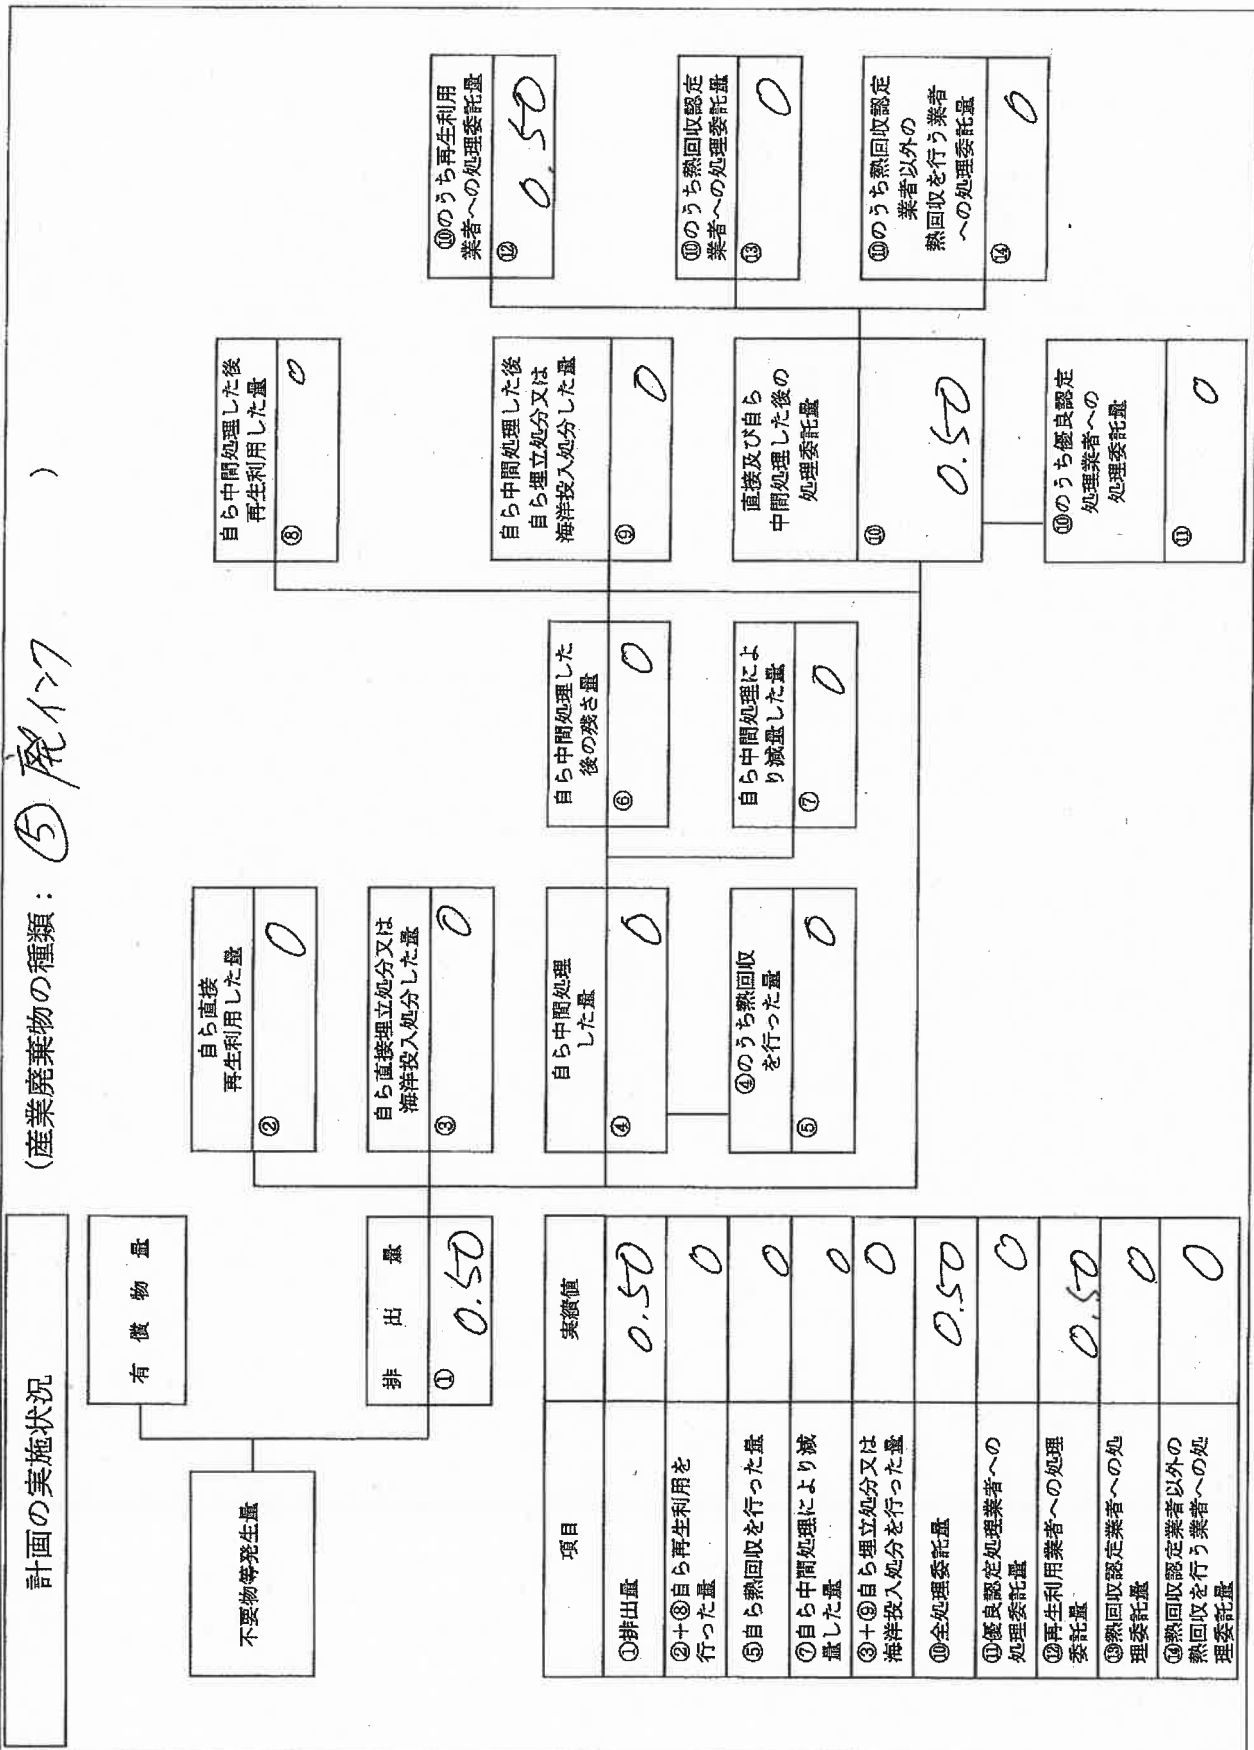 計画の実施状況
(産業廃棄物の種類: ⑤ 廃インク )
不要物等発生量
有償物量
排出量
① 0.50
自ら直接
再生利用した量
② 0
自ら直接埋立処分又は
海洋投入処分した量
③ 0
自ら中間処理
した量
④ 0
④のうち熱回収
を行った量
⑤ 0
自ら中間処理した
後の残さ量
⑥ 0
自ら中間処理によ
り減量した量
⑦ 0
自ら中間処理した後
再生利用した量
⑧ 0
自ら中間処理した後
自ら埋立処分又は
海洋投入処分した量
⑨ 0
直接及び自ら
中間処理した後の
処理委託量
⑩ 0.50
⑩のうち優良認定
処理業者への
処理委託量
⑪ 0
⑩のうち再生利用
業者への処理委託量
⑫ 0.50
⑩のうち熱回収認定
業者への処理委託量
⑬ 0
⑩のうち熱回収認定
業者以外の
熱回収を行う業者
への処理委託量
⑭ 0
項目 実績値
①排出量 0.50
②+⑧自ら再生利用を
行った量 0
⑤自ら熱回収を行った量 0
⑦自ら中間処理により減
量した量 0
③+⑨自ら埋立処分又は
海洋投入処分を行った量 0
⑩全処理委託量 0.50
⑪優良認定処理業者への
処理委託量 0
⑫再生利用業者への処理
委託量 0.50
⑬熱回収認定業者への処
理委託量 0
⑭熱回収認定業者以外の
熱回収を行う業者への処
理委託量 0